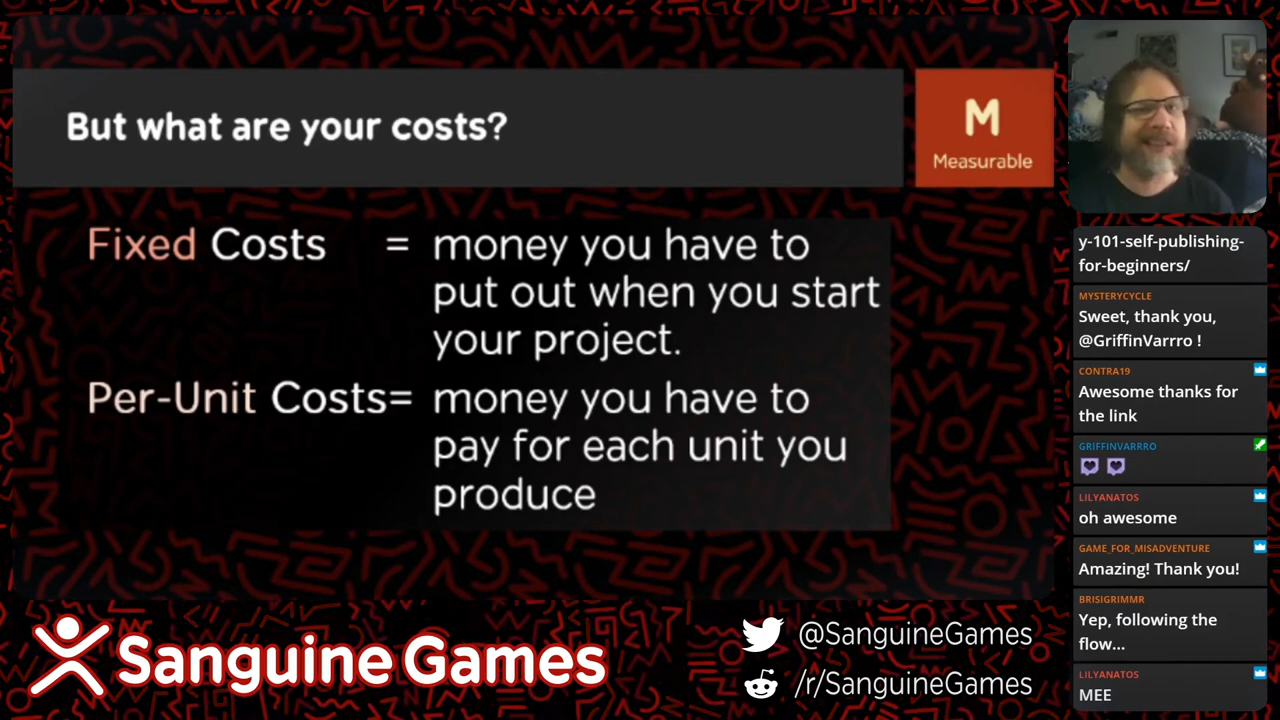 But what are your costs?
M
Measurable
Fixed Costs = money you have to
put out when you start
your project.
Per-Unit Costs= money you have to
pay for each unit you
produce
y-101-self-publishing-
for-beginners/
MYSTERYCYCLE
Sweet, thank you,
@GriffinVarrro !
CONTRA19
Awesome thanks for
the link
GRIFFINVARRRO
LILYANATOS
oh awesome
GAME_FOR_MISADVENTURE
Amazing! Thank you!
BRISIGRIMMR
Yep, following the
flow...
LILYANATOS
MEE
Sanguine Games
@SanguineGames
/r/SanguineGames